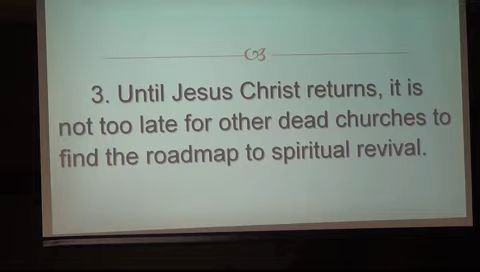 3. Until Jesus Christ returns, it is
not too late for other dead churches to
find the roadmap to spiritual revival.